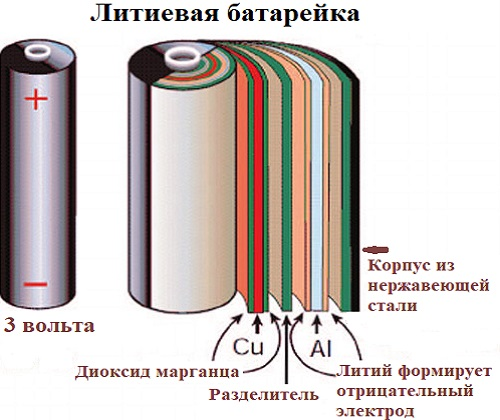 Литиевая батарейка
+
−
3 вольта
Cu
Al
Корпус из
нержавеющей
стали
Диоксид марганца
Разделитель
Литий формирует
отрицательный
электрод